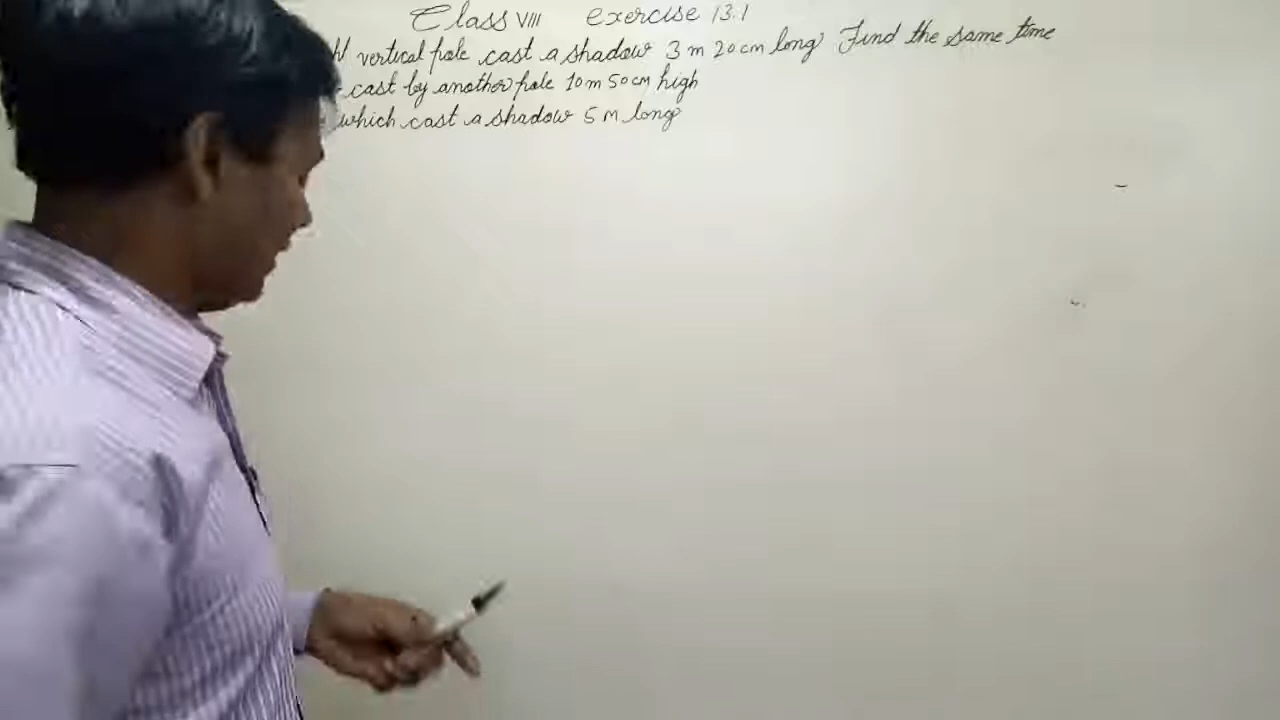 Class VIII exercise 13.1
vertical pole cast a shadow 3 m 20 cm long Find the same time
cast by another pole 10 m 50 cm high
which cast a shadow 5 m long